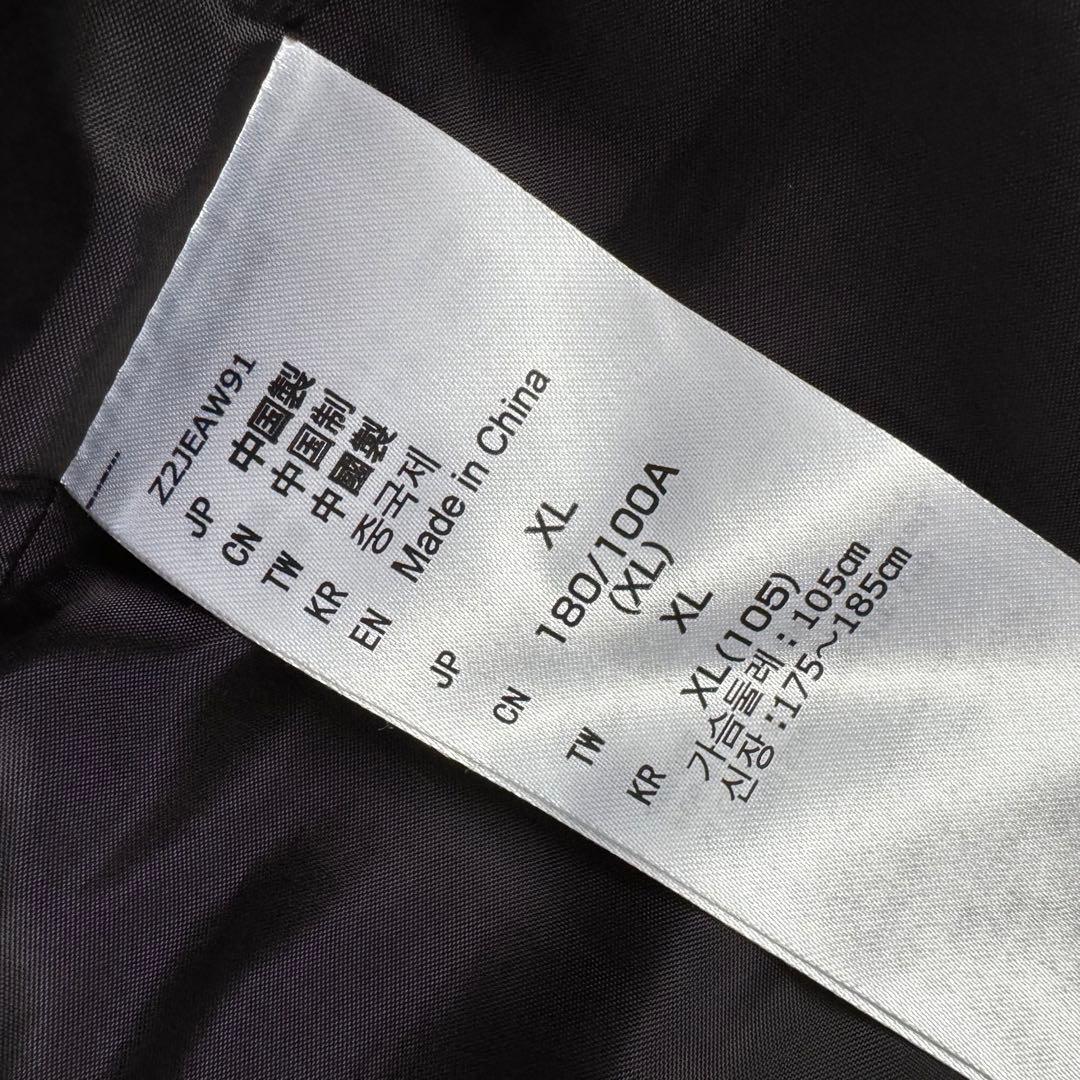 Z2JEAW91
JP 中国製
CN 中国制
TW 中國製
KR 중국제
EN Made in China
JP XL
CN 180/100A
(XL)
TW XL
KR XL(105)
가슴둘레 : 105cm
신장 : 175~185cm